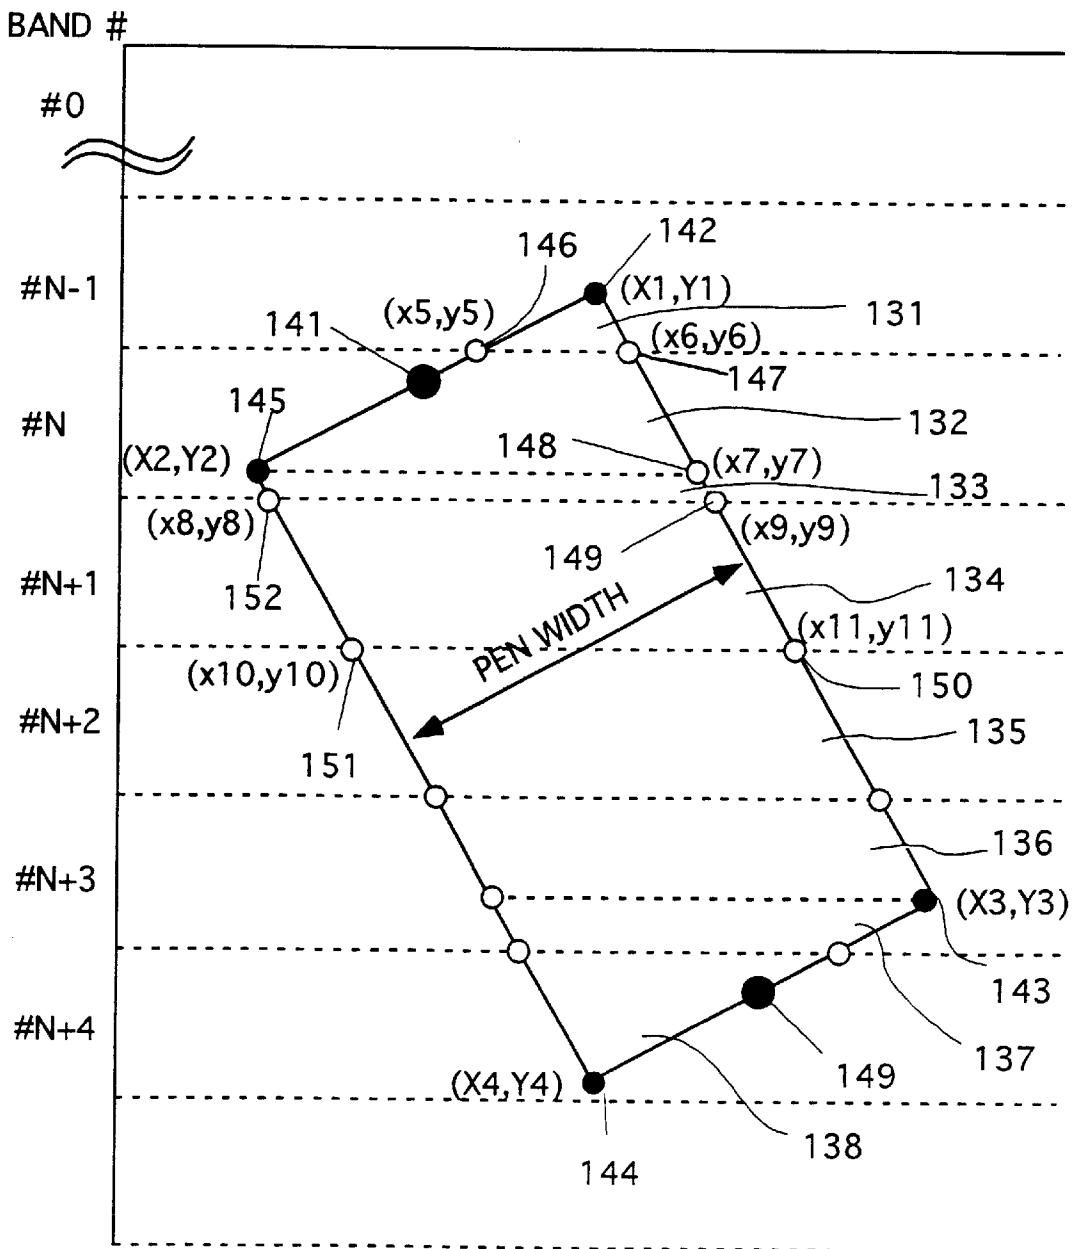 BAND #
#0
142
146
#N-1
(X1,Y1)
(x5,y5)
131
141
(x6,y6)
147
145
#N
132
148
(X2,Y2)
(x7,y7)
133
(x8,y8)
(x9,y9)
149
#N+1
134
152
PEN WIDTH
(x11,y11)
(x10,y10)
150
#N+2
135
151
136
#N+3
(X3,Y3)
143
#N+4
137
149
(X4,Y4)
138
144